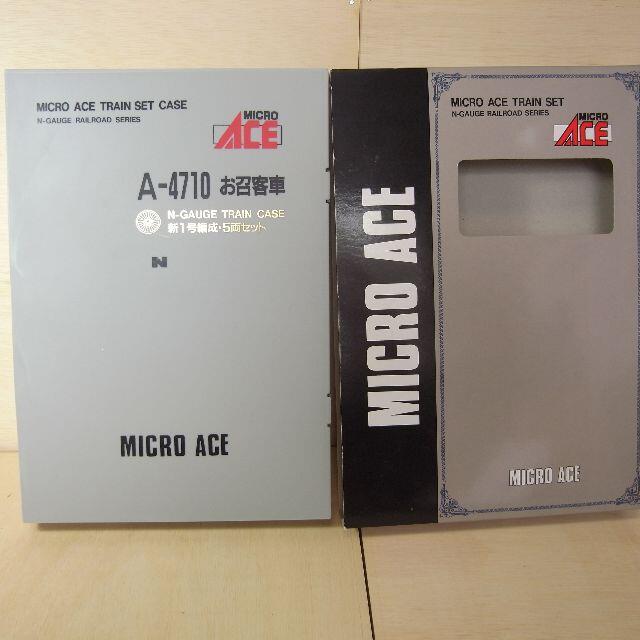 MICRO ACE TRAIN SET CASE
N-GAUGE RAILROAD SERIES
MICRO
ACE
A-4710 お召客車
N-GAUGE TRAIN CASE
新1号編成・5両セット
N
MICRO ACE
MICRO ACE
MICRO ACE TRAIN SET
N-GAUGE RAILROAD SERIES
MICRO
ACE
MICRO ACE